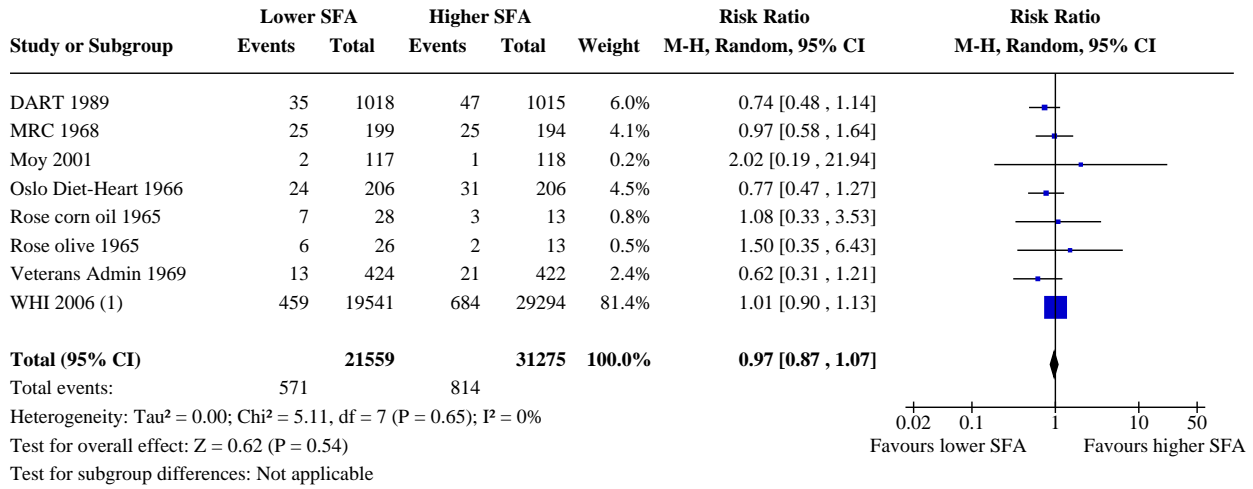 Lower SFA Higher SFA Risk Ratio Risk Ratio
Study or Subgroup Events Total Events Total Weight M-H, Random, 95% CI M-H, Random, 95% CI
DART 1989 35 1018 47 1015 6.0% 0.74 [0.48 , 1.14]
MRC 1968 25 199 25 194 4.1% 0.97 [0.58 , 1.64]
Moy 2001 2 117 1 118 0.2% 2.02 [0.19 , 21.94]
Oslo Diet-Heart 1966 24 206 31 206 4.5% 0.77 [0.47 , 1.27]
Rose corn oil 1965 7 28 3 13 0.8% 1.08 [0.33 , 3.53]
Rose olive 1965 6 26 2 13 0.5% 1.50 [0.35 , 6.43]
Veterans Admin 1969 13 424 21 422 2.4% 0.62 [0.31 , 1.21]
WHI 2006 (1) 459 19541 684 29294 81.4% 1.01 [0.90 , 1.13]
Total (95% CI) 21559 31275 100.0% 0.97 [0.87 , 1.07]
Total events: 571 814
Heterogeneity: Tau² = 0.00; Chi² = 5.11, df = 7 (P = 0.65); I² = 0%
0.02 0.1 1 10 50
Test for overall effect: Z = 0.62 (P = 0.54) Favours lower SFA Favours higher SFA
Test for subgroup differences: Not applicable